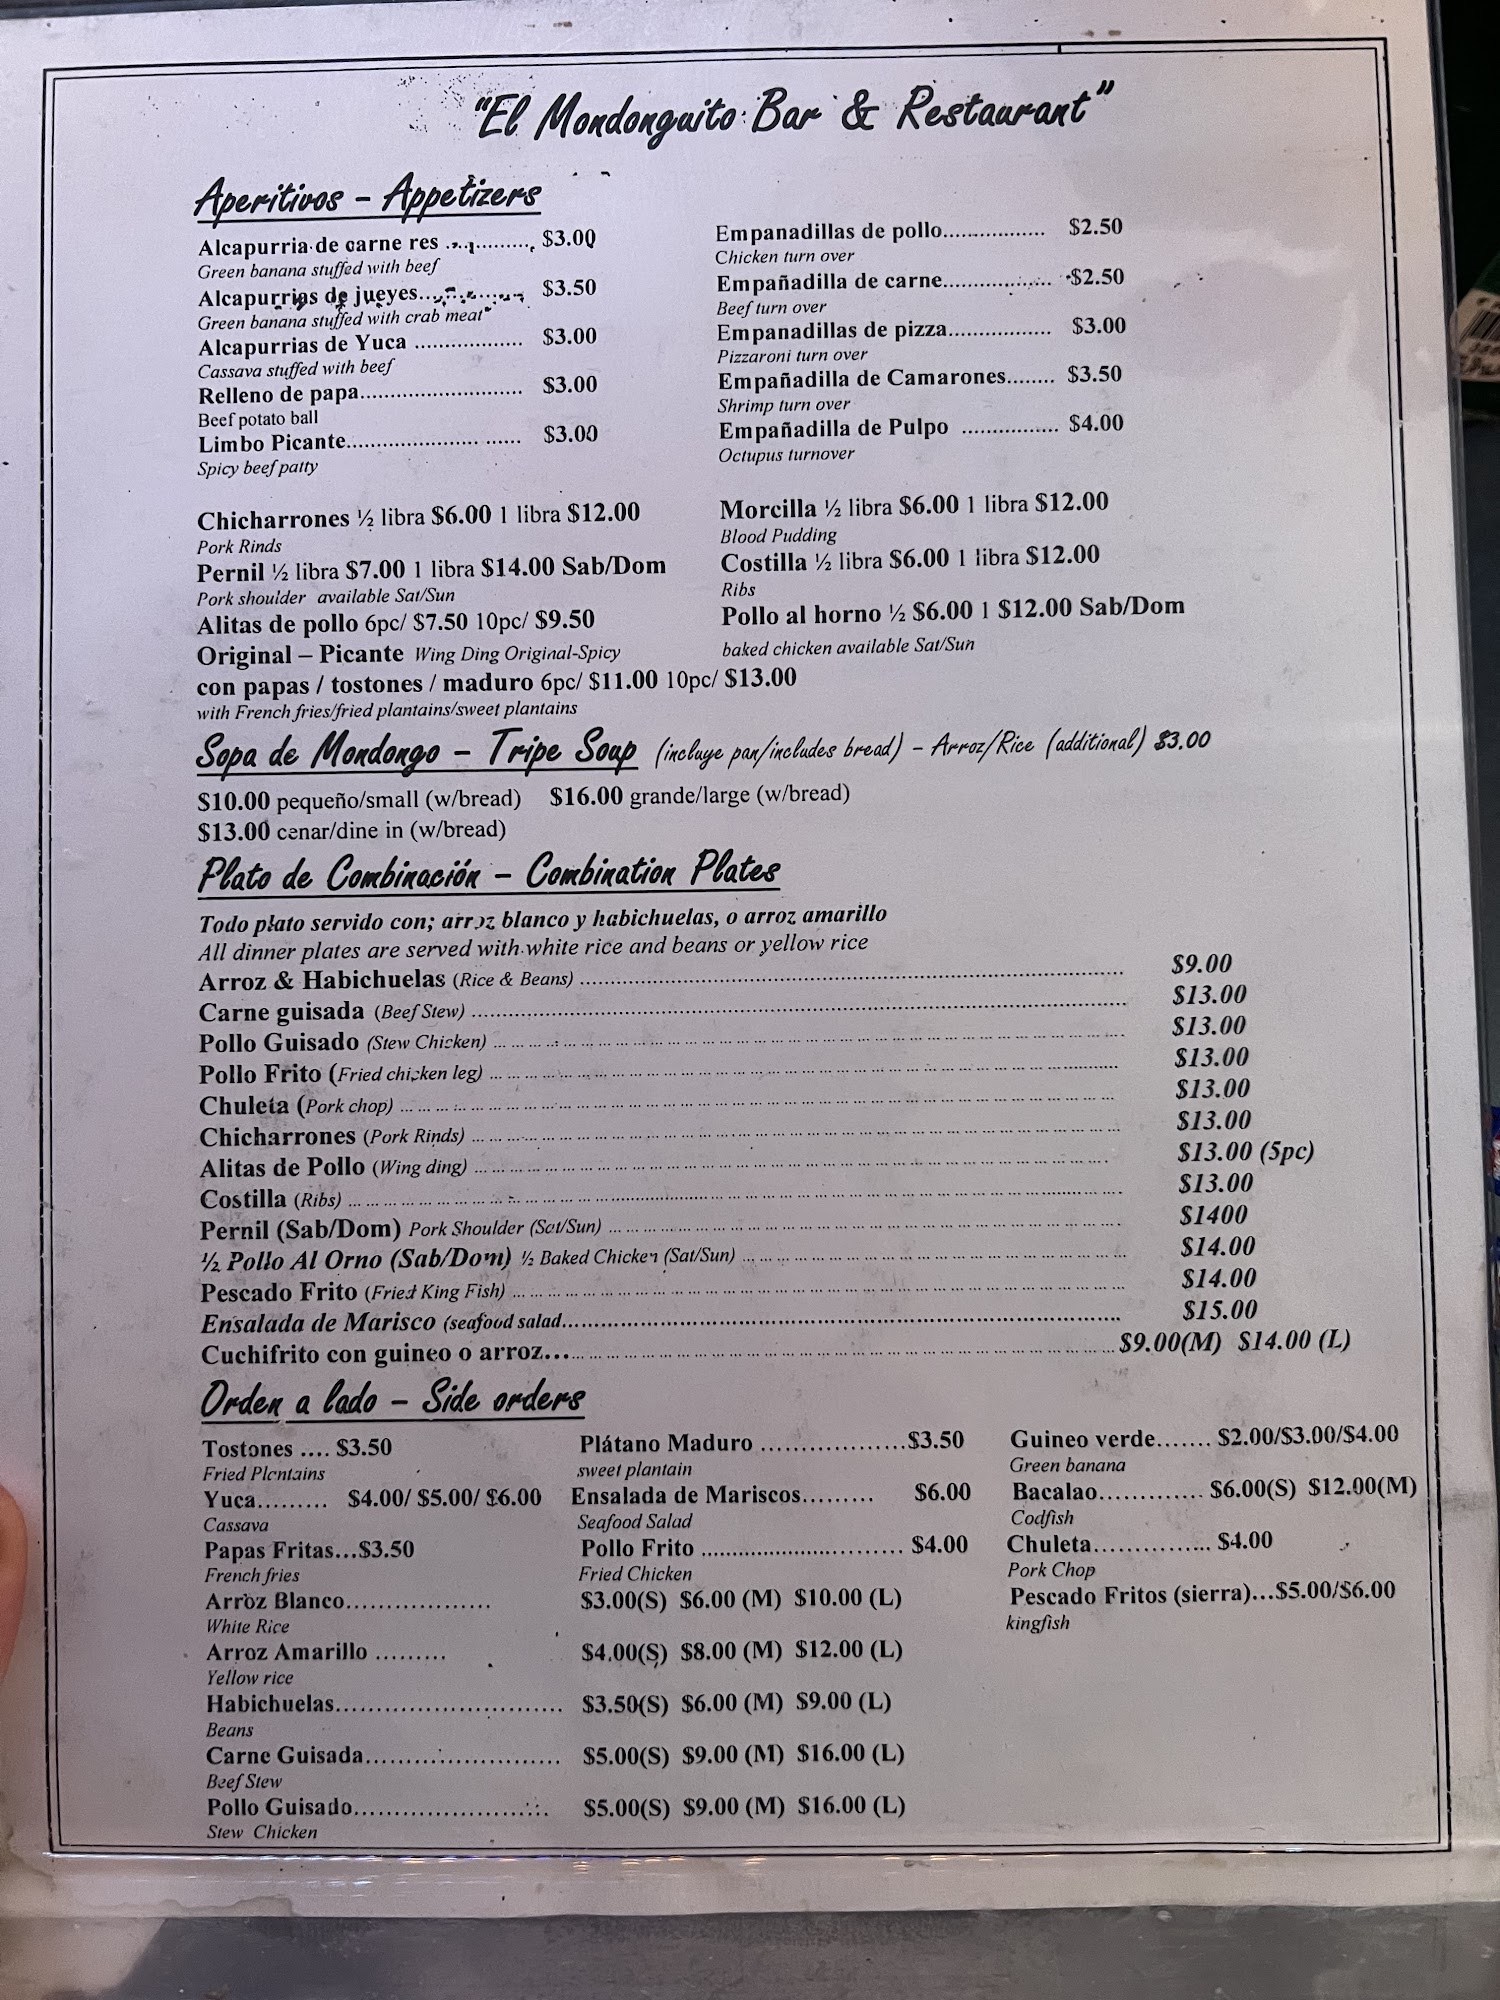 "El Mondonguito Bar & Restaurant"
Aperitivos - Appetizers
Alcapurria de carne res ............... $3.00
Green banana stuffed with beef
Alcapurrias de jueyes............... $3.50
Green banana stuffed with crab meat
Alcapurrias de Yuca .................. $3.00
Cassava stuffed with beef
Relleno de papa........................... $3.00
Beef potato ball
Limbo Picante...................... ...... $3.00
Spicy beef patty
Empanadillas de pollo................. $2.50
Chicken turn over
Empañadilla de carne.................. $2.50
Beef turn over
Empanadillas de pizza................. $3.00
Pizzaroni turn over
Empañadilla de Camarones........ $3.50
Shrimp turn over
Empañadilla de Pulpo ................ $4.00
Octupus turnover
Chicharrones ½ libra $6.00 1 libra $12.00
Pork Rinds
Pernil ½ libra $7.00 1 libra $14.00 Sab/Dom
Pork shoulder available Sat/Sun
Alitas de pollo 6pc/ $7.50 10pc/ $9.50
Original – Picante Wing Ding Original-Spicy
con papas / tostones / maduro 6pc/ $11.00 10pc/ $13.00
with French fries/fried plantains/sweet plantains
Morcilla ½ libra $6.00 1 libra $12.00
Blood Pudding
Costilla ½ libra $6.00 1 libra $12.00
Ribs
Pollo al horno ½ $6.00 1 $12.00 Sab/Dom
baked chicken available Sat/Sun
Sopa de Mondongo - Tripe Soup (incluye pan/includes bread) - Arroz/Rice (additional) $3.00
$10.00 pequeño/small (w/bread) $16.00 grande/large (w/bread)
$13.00 cenar/dine in (w/bread)
Plato de Combinación - Combination Plates
Todo plato servido con; arroz blanco y habichuelas, o arroz amarillo
All dinner plates are served with white rice and beans or yellow rice
Arroz & Habichuelas (Rice & Beans) ........................ $9.00
Carne guisada (Beef Stew) ........................ $13.00
Pollo Guisado (Stew Chicken) ........................ $13.00
Pollo Frito (Fried chicken leg) ........................ $13.00
Chuleta (Pork chop) ........................ $13.00
Chicharrones (Pork Rinds) ........................ $13.00
Alitas de Pollo (Wing ding) ........................ $13.00 (5pc)
Costilla (Ribs) ........................ $13.00
Pernil (Sab/Dom) Pork Shoulder (Sat/Sun) ........................ $1400
½ Pollo Al Orno (Sab/Dom) ½ Baked Chicken (Sat/Sun) ........................ $14.00
Pescado Frito (Fried King Fish) ........................ $14.00
Ensalada de Marisco (seafood salad........................ $15.00
Cuchifrito con guineo o arroz........................ $9.00(M) $14.00 (L)
Orden a lado - Side orders
Tostones .... $3.50
Fried Plantains
Yuca......... $4.00/ $5.00/ $6.00
Cassava
Papas Fritas...$3.50
French fries
Plátano Maduro ..................$3.50
sweet plantain
Ensalada de Mariscos......... $6.00
Seafood Salad
Pollo Frito ............................ $4.00
Fried Chicken
Guineo verde....... $2.00/$3.00/$4.00
Green banana
Bacalao............. $6.00(S) $12.00(M)
Codfish
Chuleta............... $4.00
Pork Chop
Pescado Fritos (sierra)...$5.00/$6.00
kingfish
Arroz Blanco.................. $3.00(S) $6.00 (M) $10.00 (L)
White Rice
Arroz Amarillo ......... $4.00(S) $8.00 (M) $12.00 (L)
Yellow rice
Habichuelas............................ $3.50(S) $6.00 (M) $9.00 (L)
Beans
Carne Guisada........................ $5.00(S) $9.00 (M) $16.00 (L)
Beef Stew
Pollo Guisado........................ $5.00(S) $9.00 (M) $16.00 (L)
Stew Chicken